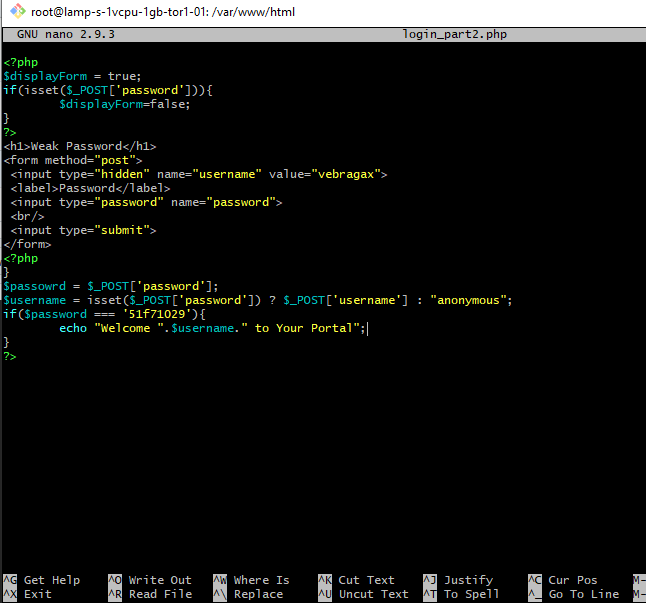 root@lamp-s-1vcpu-1gb-tor1-01: /var/www/html
GNU nano 2.9.3 login_part2.php
<?php
$displayForm = true;
if(isset($_POST['password'])){
        $displayForm=false;
}
?>
<h1>Weak Password</h1>
<form method="post">
 <input type="hidden" name="username" value="vebragax">
 <label>Password</label>
 <input type="password" name="password">
 <br/>
 <input type="submit">
</form>
<?php
}
$passowrd = $_POST['password'];
$username = isset($_POST['password']) ? $_POST['username'] : "anonymous";
if($password === '51f71029'){
        echo "Welcome ".$username." to Your Portal";
}
?>
^G Get Help ^O Write Out ^W Where Is ^K Cut Text ^J Justify ^C Cur Pos M-
^X Exit ^R Read File ^\ Replace ^U Uncut Text ^T To Spell ^_ Go To Line M-